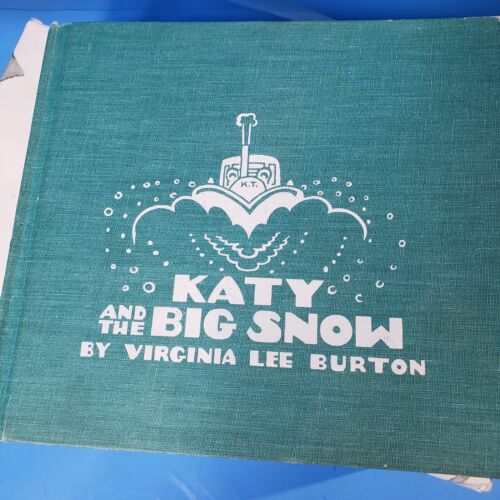 K.T.
KATY
AND THE BIG SNOW
BY VIRGINIA LEE BURTON